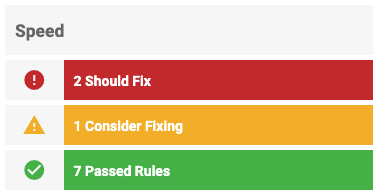 Speed
2 Should Fix
1 Consider Fixing
7 Passed Rules